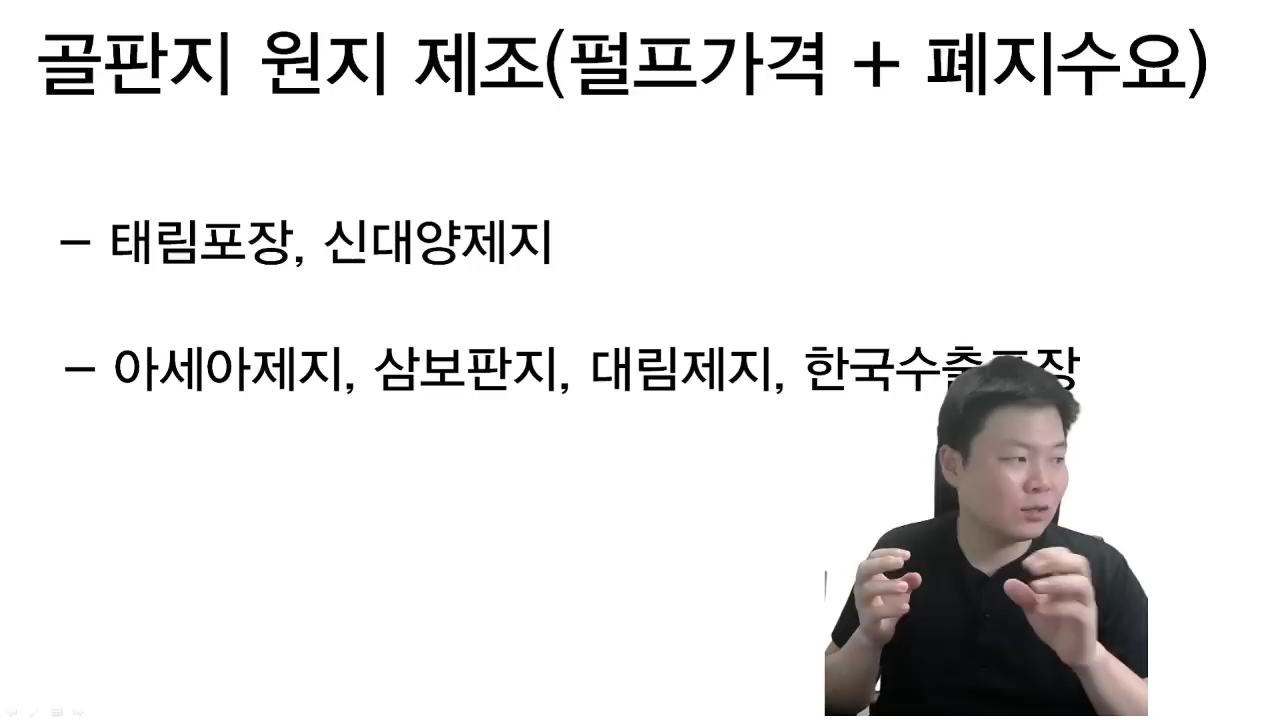 골판지 원지 제조(펄프가격 + 폐지수요)
– 태림포장, 신대양제지
– 아세아제지, 삼보판지, 대림제지,